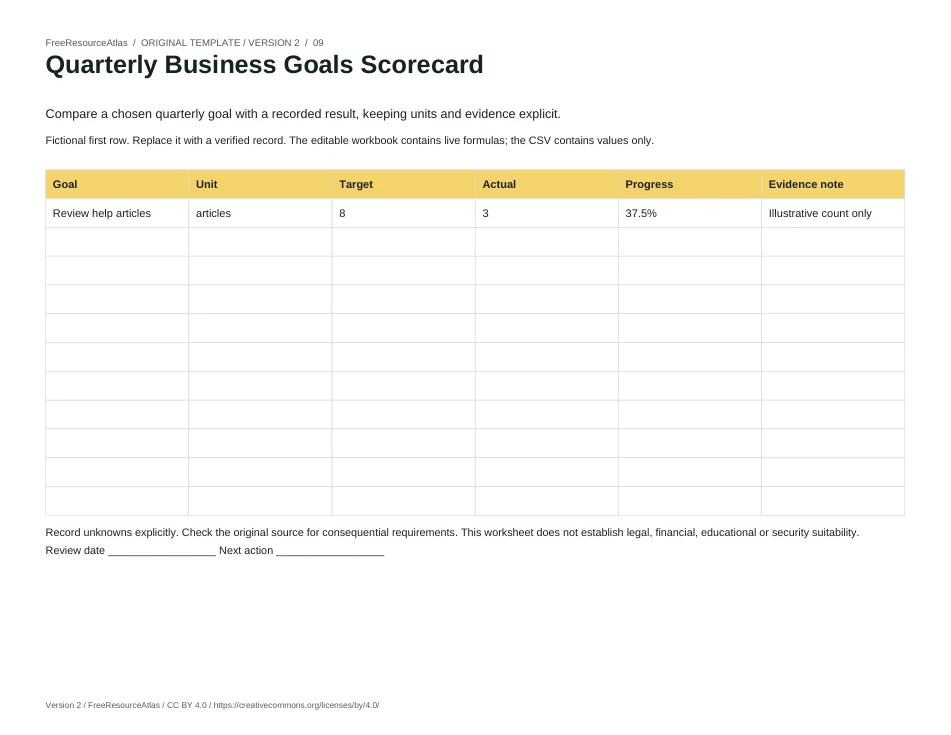 FreeResourceAtlas / ORIGINAL TEMPLATE / VERSION 2 / 09
Quarterly Business Goals Scorecard
Compare a chosen quarterly goal with a recorded result, keeping units and evidence explicit.
Fictional first row. Replace it with a verified record. The editable workbook contains live formulas; the CSV contains values only.
Goal Unit Target Actual Progress Evidence note
Review help articles articles 8 3 37.5% Illustrative count only
Record unknowns explicitly. Check the original source for consequential requirements. This worksheet does not establish legal, financial, educational or security suitability.
Review date __________________ Next action __________________
Version 2 / FreeResourceAtlas / CC BY 4.0 / https://creativecommons.org/licenses/by/4.0/